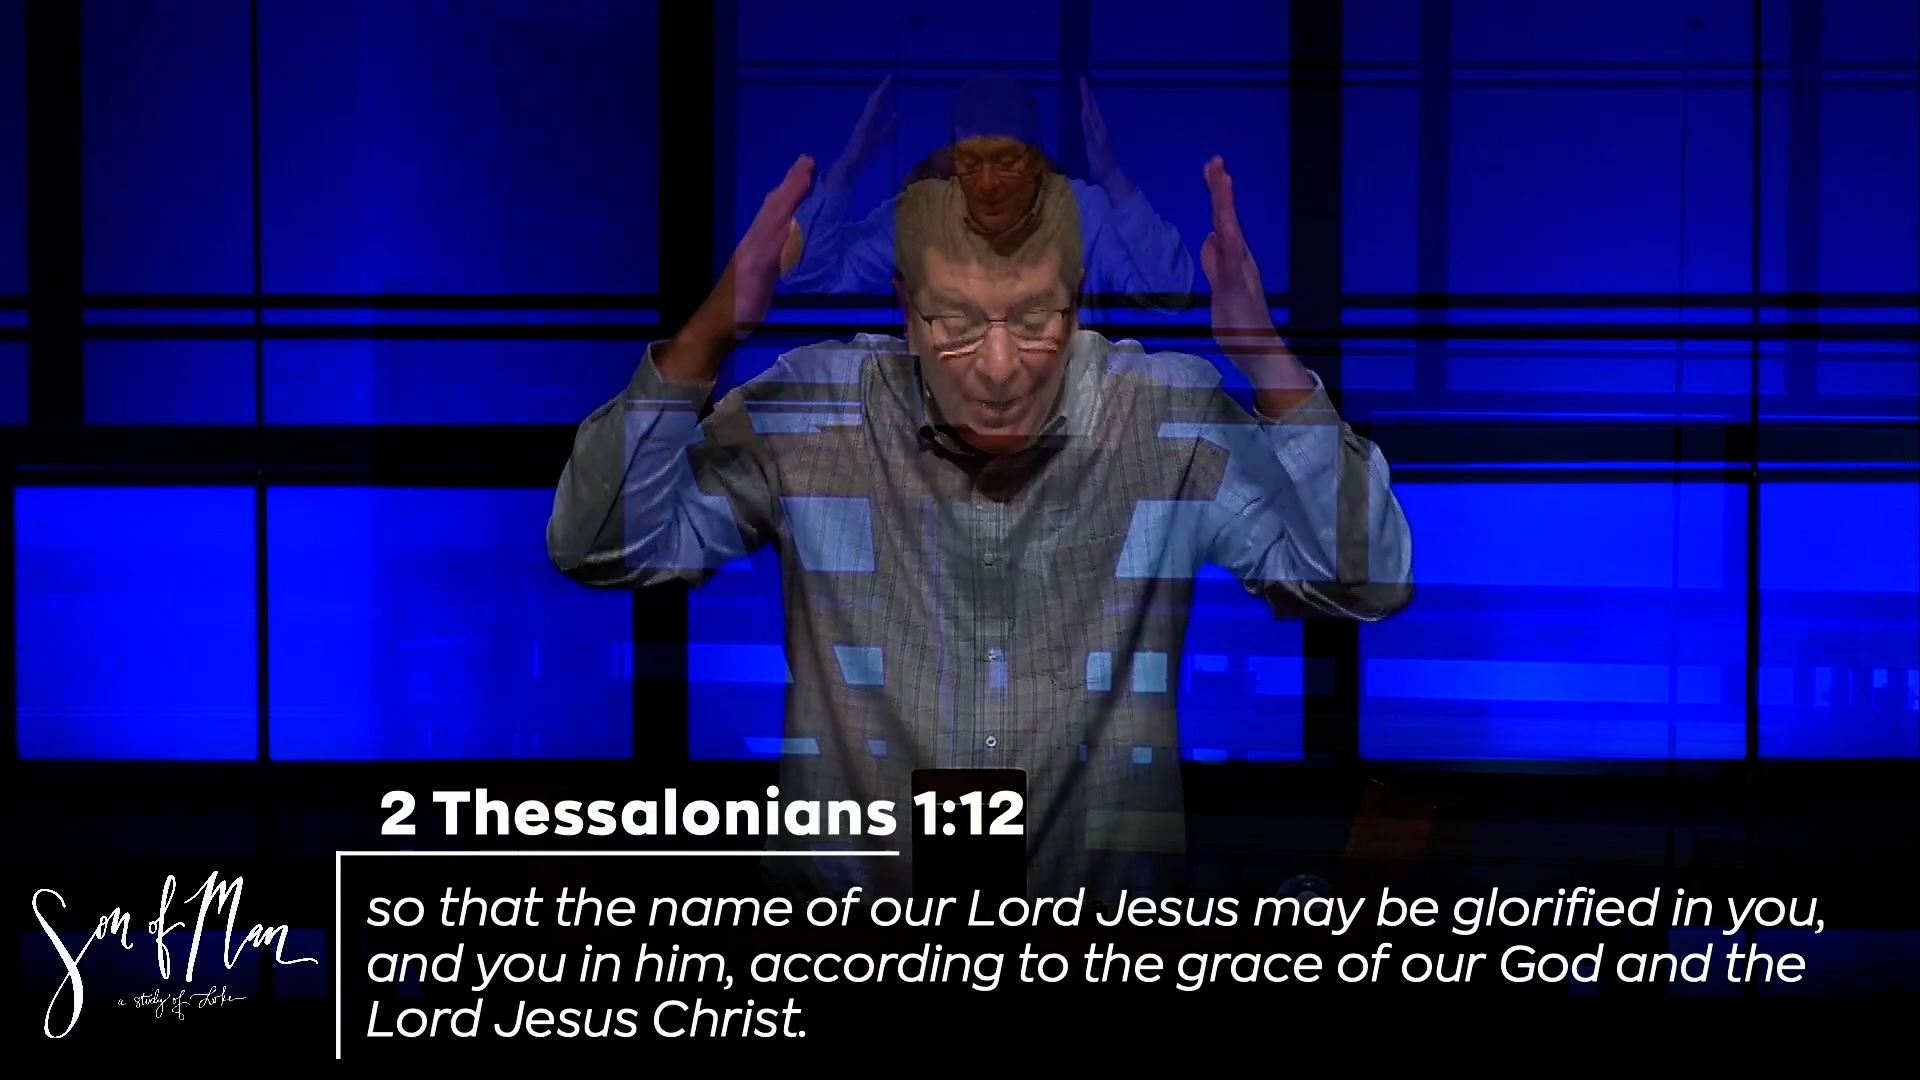 2 Thessalonians 1:12
so that the name of our Lord Jesus may be glorified in you,
and you in him, according to the grace of our God and the
Lord Jesus Christ.
Son of Man
a study of Luke